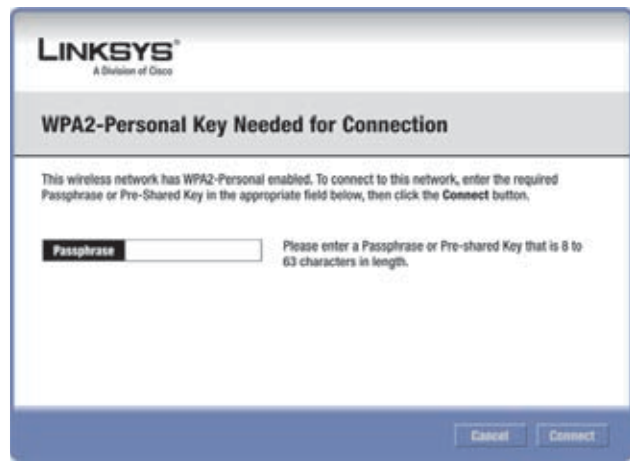 LINKSYS®
A Division of Cisco
WPA2-Personal Key Needed for Connection
This wireless network has WPA2-Personal enabled. To connect to this network, enter the required
Passphrase or Pre-Shared Key in the appropriate field below, then click the Connect button.
Passphrase
Please enter a Passphrase or Pre-shared Key that is 8 to
63 characters in length.
Cancel
Connect